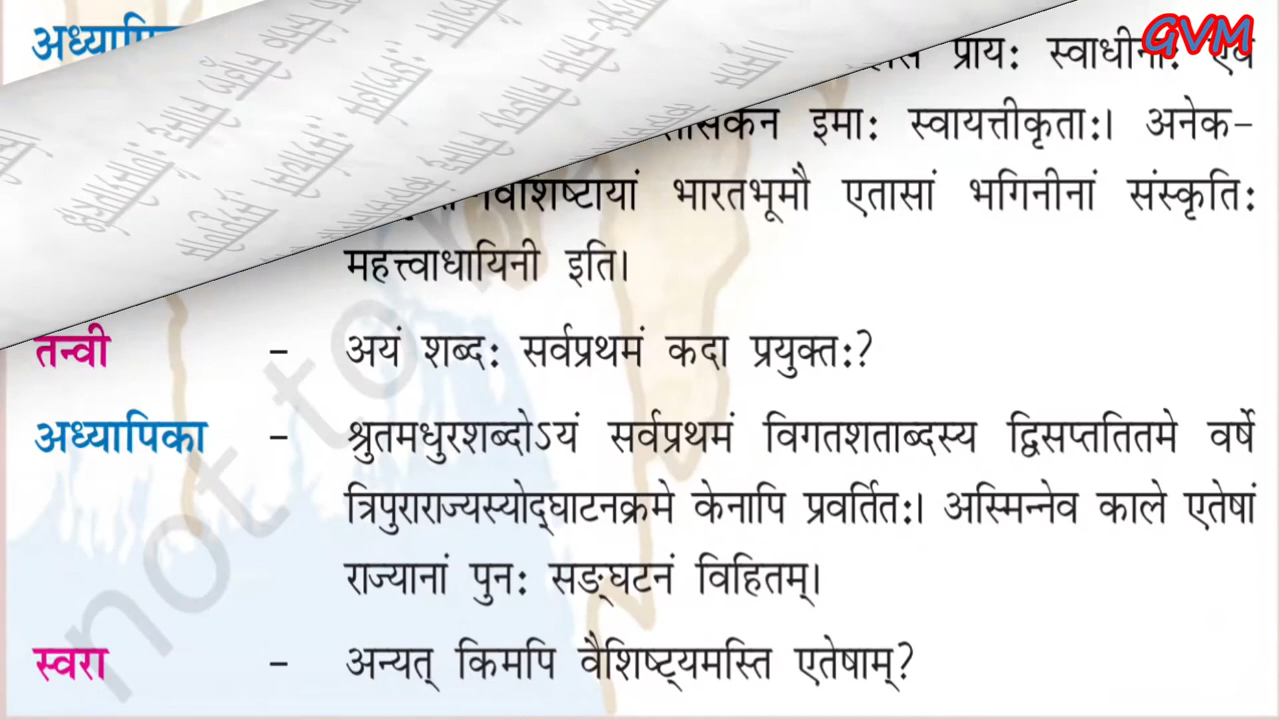 GVM
प्रायः स्वाधीनाः एव
इमाः स्वायत्तीकृताः। अनेक-
भारतभूमौ एतासां भगिनीनां संस्कृतिः
महत्त्वाधायिनी इति।
तन्वी - अयं शब्दः सर्वप्रथमं कदा प्रयुक्तः?
अध्यापिका - श्रुतमधुरशब्दोऽयं सर्वप्रथमं विगतशताब्दस्य द्विसप्ततितमे वर्षे
त्रिपुराराज्यस्योद्घाटनक्रमे केनापि प्रवर्तितः। अस्मिन्नेव काले एतेषां
राज्यानां पुनः सङ्घटनं विहितम्।
स्वरा - अन्यत् किमपि वैशिष्ट्यमस्ति एतेषाम्?
not to